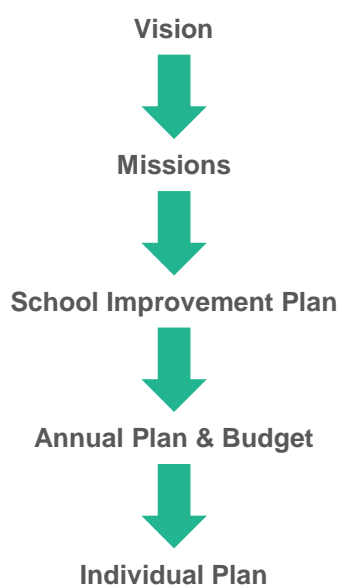 Vision
Missions
School Improvement Plan
Annual Plan & Budget
Individual Plan